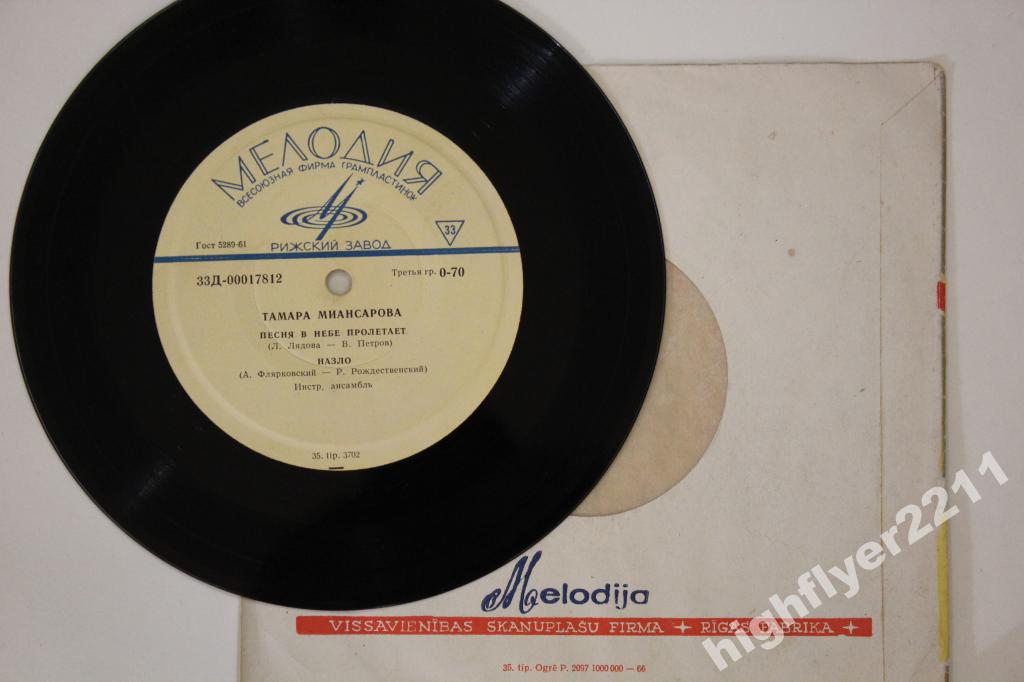 МЕЛОДИЯ
ВСЕСОЮЗНАЯ ФИРМА ГРАМПЛАСТИНОК
Гост 5289-61
33
РИЖСКИЙ ЗАВОД
33Д-00017812
Третья гр. 0-70
ТАМАРА МИАНСАРОВА
ПЕСНЯ В НЕБЕ ПРОЛЕТАЕТ
(Л. Лядова — В. Петров)
НАЗЛО
(А. Флярковский — Р. Рождественский)
Инстр, ансамбль
35. tip. 3702
Melodija
VISSAVIENĪBAS SKAŅUPLAŠU FIRMA + RĪGAS FABRIKA +
35. tip. Ogrē P. 2097 1000 000 — 66
highflyer2211